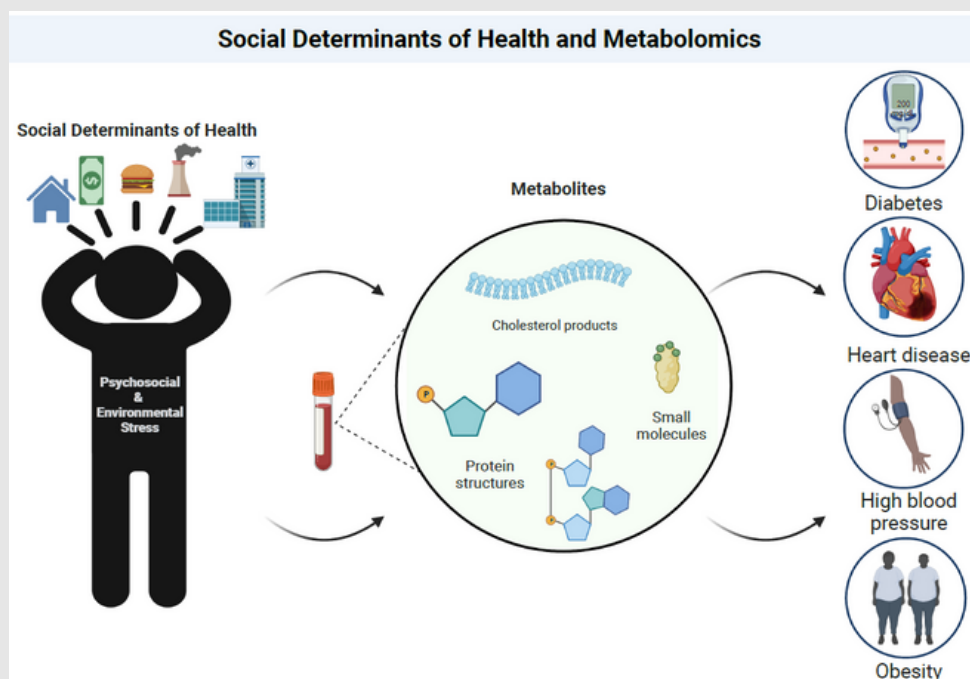 Social Determinants of Health and Metabolomics
Social Determinants of Health
Psychosocial
&
Environmental
Stress
Metabolites
Cholesterol products
P
Protein
structures
Small
molecules
P
P
200
Diabetes
Heart disease
High blood
pressure
Obesity